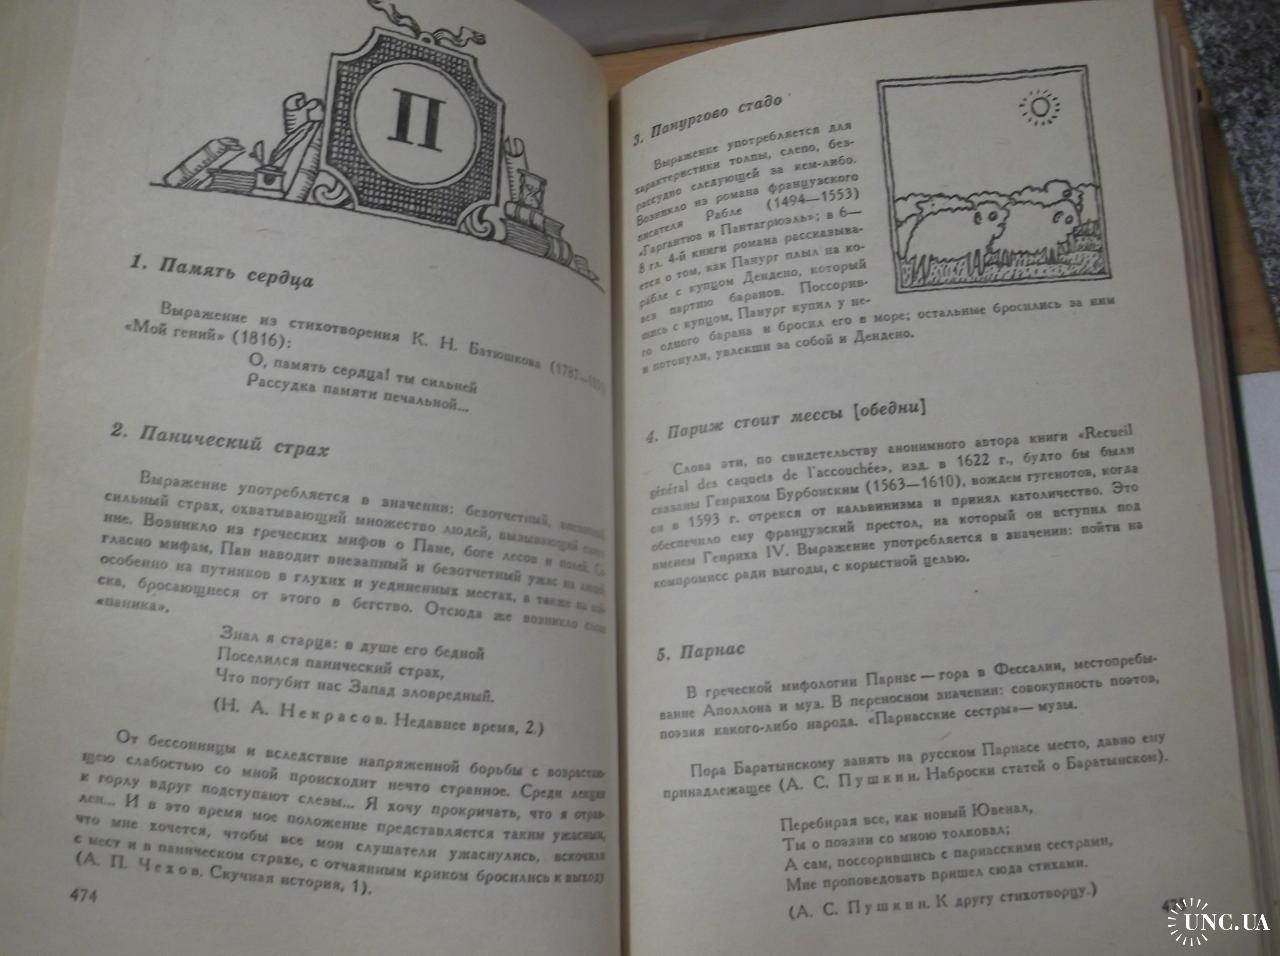 П
1. Память сердца
Выражение из стихотворения К. Н. Батюшкова (1787—
«Мой гений» (1816):
О, память сердца! ты сильней
Рассудка памяти печальной...
2. Панический страх
Выражение употребляется в значении: безотчетный, внезапный,
сильный страх, охватывающий множество людей, вызывающий
ние. Возникло из греческих мифов о Пане, боге лесов и полей. Со-
гласно мифам, Пан наводит внезапный и безотчетный ужас на людей,
особенно на путников в глухих и уединенных местах, а также на вой-
ска, бросающиеся от этого в бегство. Отсюда же возникло слово
«паника».
Знал я старца: в душе его бедной
Поселился панический страх,
Что погубит нас Запад зловредный.
(Н. А. Некрасов. Недавнее время, 2.)
От бессонницы и вследствие напряженной борьбы с возрастаю-
щею слабостью со мной происходит нечто странное. Среди лекции
к горлу вдруг подступают слезы... Я хочу прокричать, что я отрав-
лен... И в это время мое положение представляется таким ужасным,
что мне хочется, чтобы все мои слушатели ужаснулись, вскочили
с мест и в паническом страхе, с отчаянным криком бросились к выходу
(А. П. Чехов. Скучная история, 1).
474
3. Панургово стадо
Выражение употребляется для
характеристики толпы, слепо, без-
рассудно следующей за кем-либо.
Возникло из романа французского
писателя Рабле (1494—1553)
«Гаргантюа и Пантагрюэль»; в 6—
8 гл. 4-й книги романа рассказыва-
ется о том, как Панург плыл на ко-
рабле с купцом Дендено, который
вез партию баранов. Поссорив-
шись с купцом, Панург купил у не-
го одного барана и бросил его в море; остальные бросились за ним
и потонули, увлекши за собой и Дендено.
4. Париж стоит мессы [обедни]
Слова эти, по свидетельству анонимного автора книги «Recueil
général des caquets de l'accouchée», изд. в 1622 г., будто бы были
сказаны Генрихом Бурбонским (1563—1610), вождем гугенотов, когда
он в 1593 г. отрекся от кальвинизма и принял католичество. Это
обеспечило ему французский престол, на который он вступил под
именем Генриха IV. Выражение употребляется в значении: пойти на
компромисс ради выгоды, с корыстной целью.
5. Парнас
В греческой мифологии Парнас — гора в Фессалии, местопребы-
вание Аполлона и муз. В переносном значении: совокупность поэтов,
поэзия какого-либо народа. «Парнасские сестры» — музы.
Пора Баратынскому занять на русском Парнасе место, давно ему
принадлежащее (А. С. Пушкин. Наброски статей о Баратынском).
Перебирая все, как новый Ювенал,
Ты о поэзии со мною толковал;
А сам, поссорившись с парнасскими сестрами,
Мне проповедовать пришел сюда стихами.
(А. С. Пушкин. К другу стихотворцу.)
UNC.UA